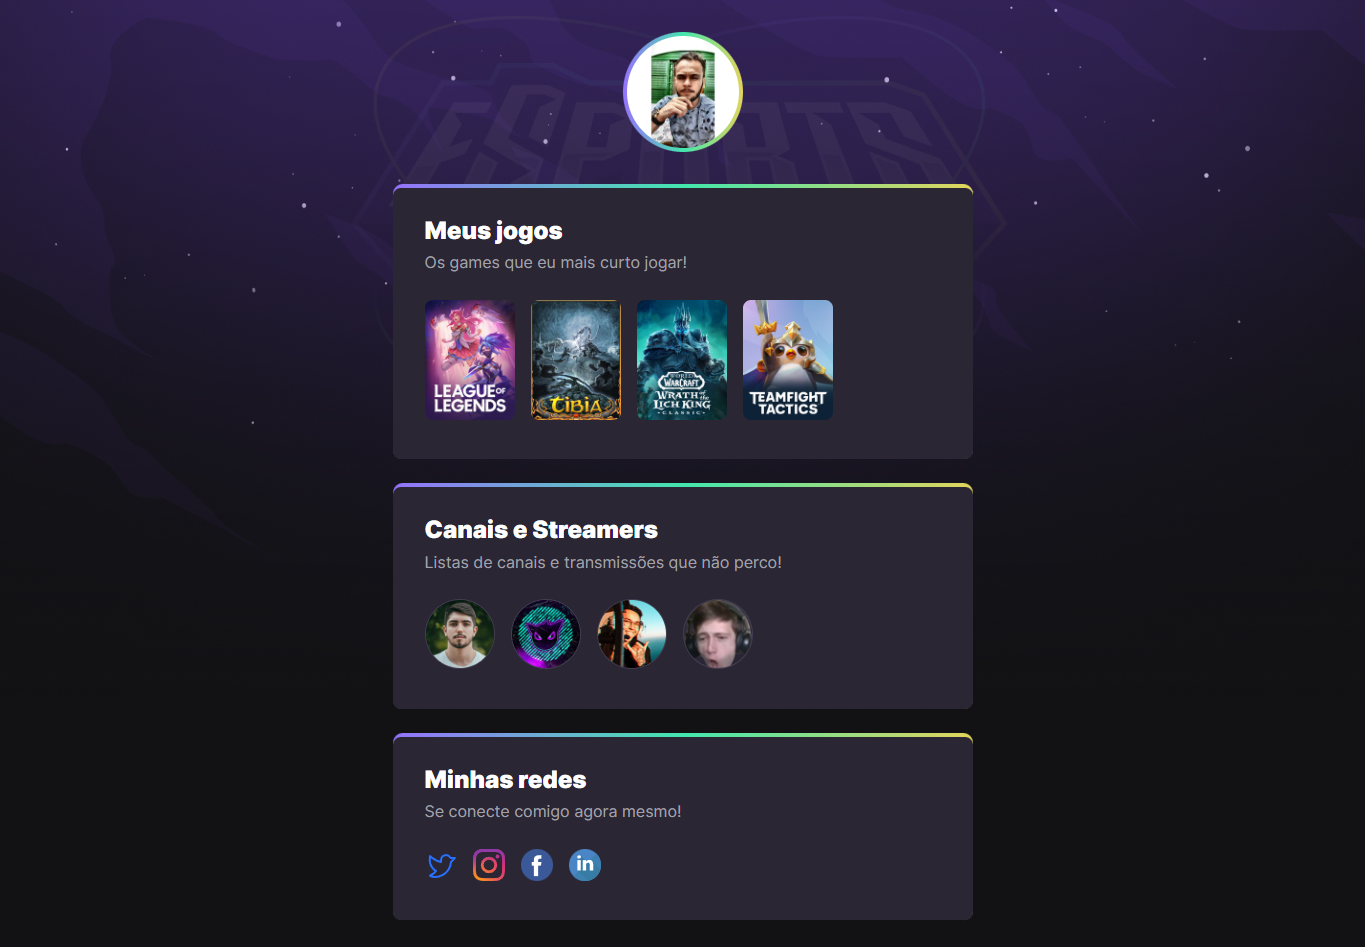 ESPORTS
Meus jogos
Os games que eu mais curto jogar!
LEAGUE OF
LEGENDS
TIBIA
WORLD
OF
WARCRAFT
WRATH of the
LICH KING
CLASSIC
TEAMFIGHT
TACTICS
Canais e Streamers
Listas de canais e transmissões que não perco!
Minhas redes
Se conecte comigo agora mesmo!
f
in